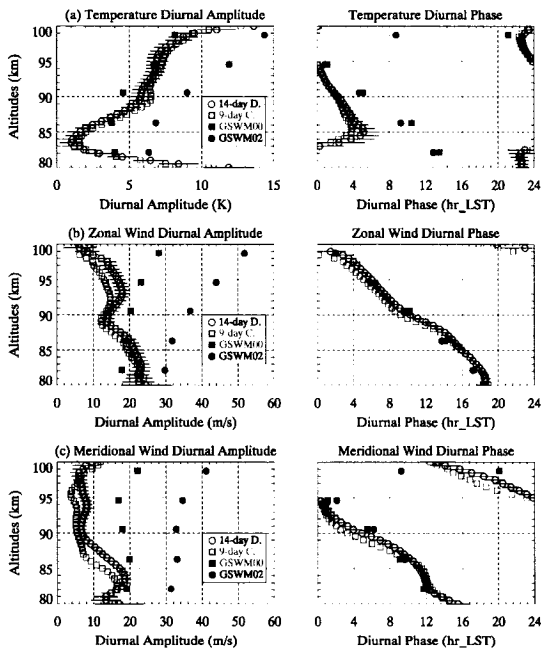 (a) Temperature Diurnal Amplitude
Temperature Diurnal Phase
100
95
90
85
80
Altitudes (km)
14-day D.
9-day C.
GSWM00
GSWM02
0 5 10 15
0 4 8 12 16 20 24
Diurnal Amplitude (K)
Diurnal Phase (hr_LST)
(b) Zonal Wind Diurnal Amplitude
Zonal Wind Diurnal Phase
100
95
90
85
80
Altitudes (km)
14-day D.
9-day C.
GSWM00
GSWM02
0 10 20 30 40 50 60
0 4 8 12 16 20 24
Diurnal Amplitude (m/s)
Diurnal Phase (hr_LST)
(c) Meridional Wind Diurnal Amplitude
Meridional Wind Diurnal Phase
100
95
90
85
80
Altitudes (km)
14-day D.
9-day C.
GSWM00
GSWM02
0 10 20 30 40 50 60
0 4 8 12 16 20 24
Diurnal Amplitude (m/s)
Diurnal Phase (hr_LST)